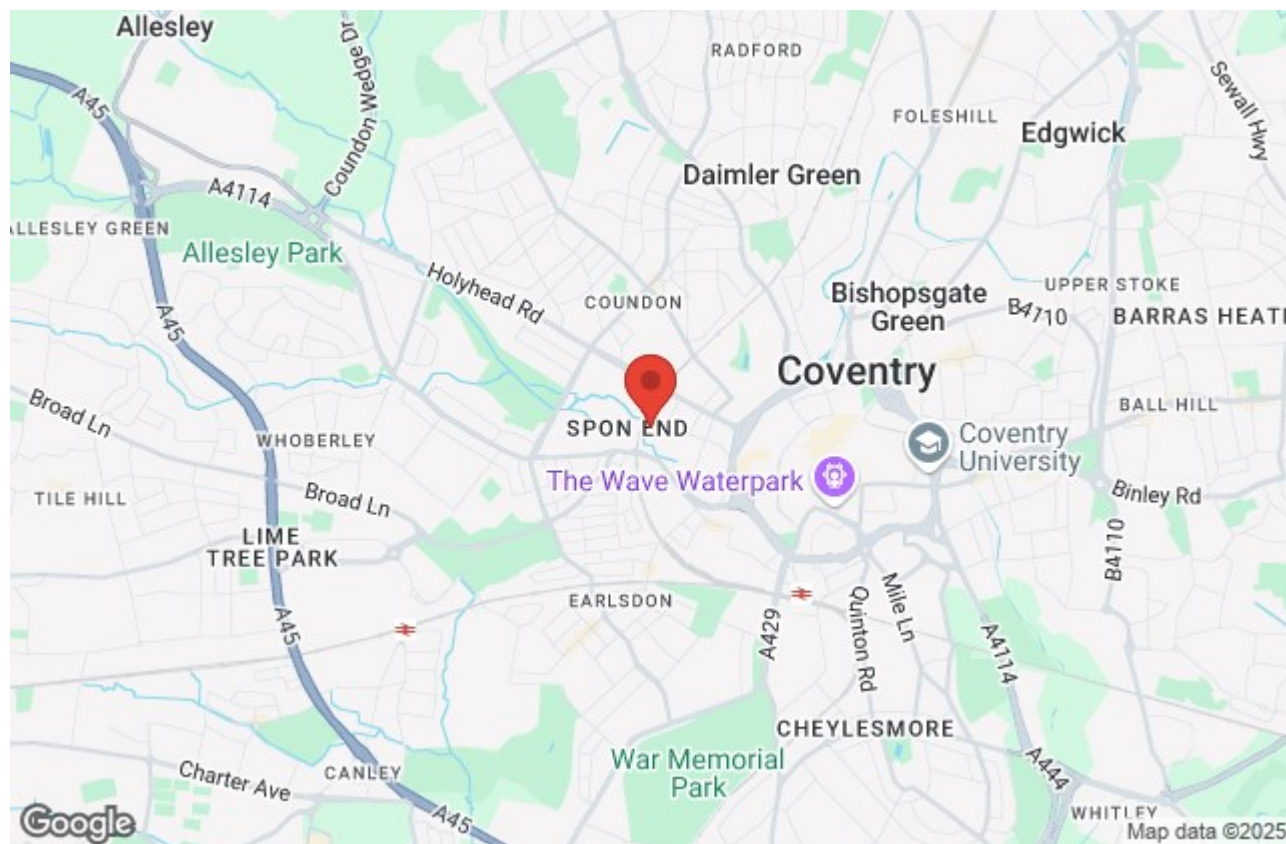 Allesley
RADFORD
Coundon Wedge Dr
A45
Sewall Hwy
FOLESHILL
Edgwick
Daimler Green
A4114
ALLESLEY GREEN
Allesley Park
Holyhead Rd
COUNDON
Bishopsgate
Green
UPPER STOKE
B4110
BARRAS HEATH
A45
Coventry
Broad Ln
SPON END
BALL HILL
WHOBERLEY
Coventry
University
The Wave Waterpark
TILE HILL
Broad Ln
Binley Rd
LIME
TREE PARK
B4110
EARLSDON
Mile Ln
Quinton Rd
A45
A429
A4114
CHEYLESMORE
War Memorial
Park
CANLEY
Charter Ave
A444
A45
WHITLEY
Google
Map data ©2025